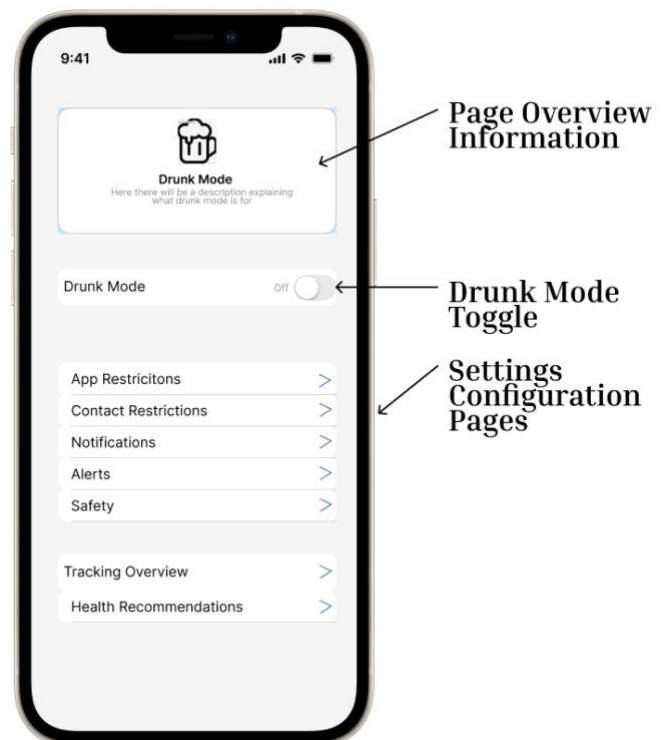 9:41
Drunk Mode
Here there will be a description explaining
what drunk mode is for
Drunk Mode
Off
App Restricitons
Contact Restrictions
Notifications
Alerts
Safety
Tracking Overview
Health Recommendations
Page Overview
Information
Drunk Mode
Toggle
Settings
Configuration
Pages